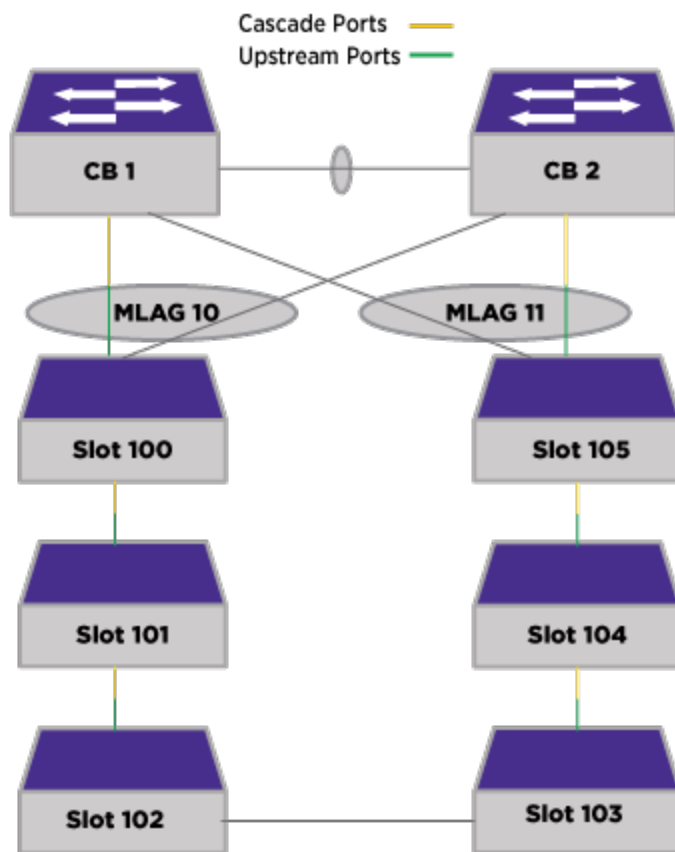 Cascade Ports
Upstream Ports
CB 1
CB 2
MLAG 10
MLAG 11
Slot 100
Slot 105
Slot 101
Slot 104
Slot 102
Slot 103